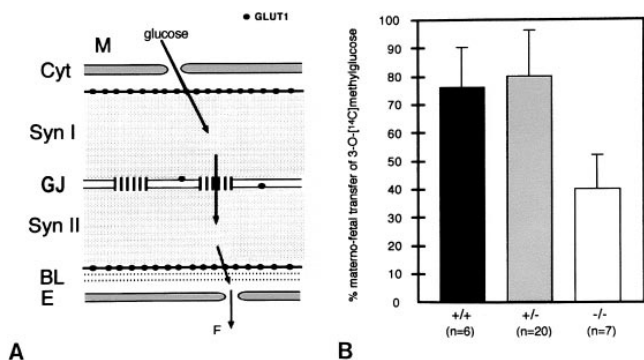 GLUT1
M
glucose
Cyt
Syn I
GJ
Syn II
BL
E
F
A
% materno-fetal transfer of 3-O-[¹⁴C]methylglucose
100
90
80
70
60
50
40
30
20
10
0
+/+
+/-
-/-
(n=6)
(n=20)
(n=7)
B